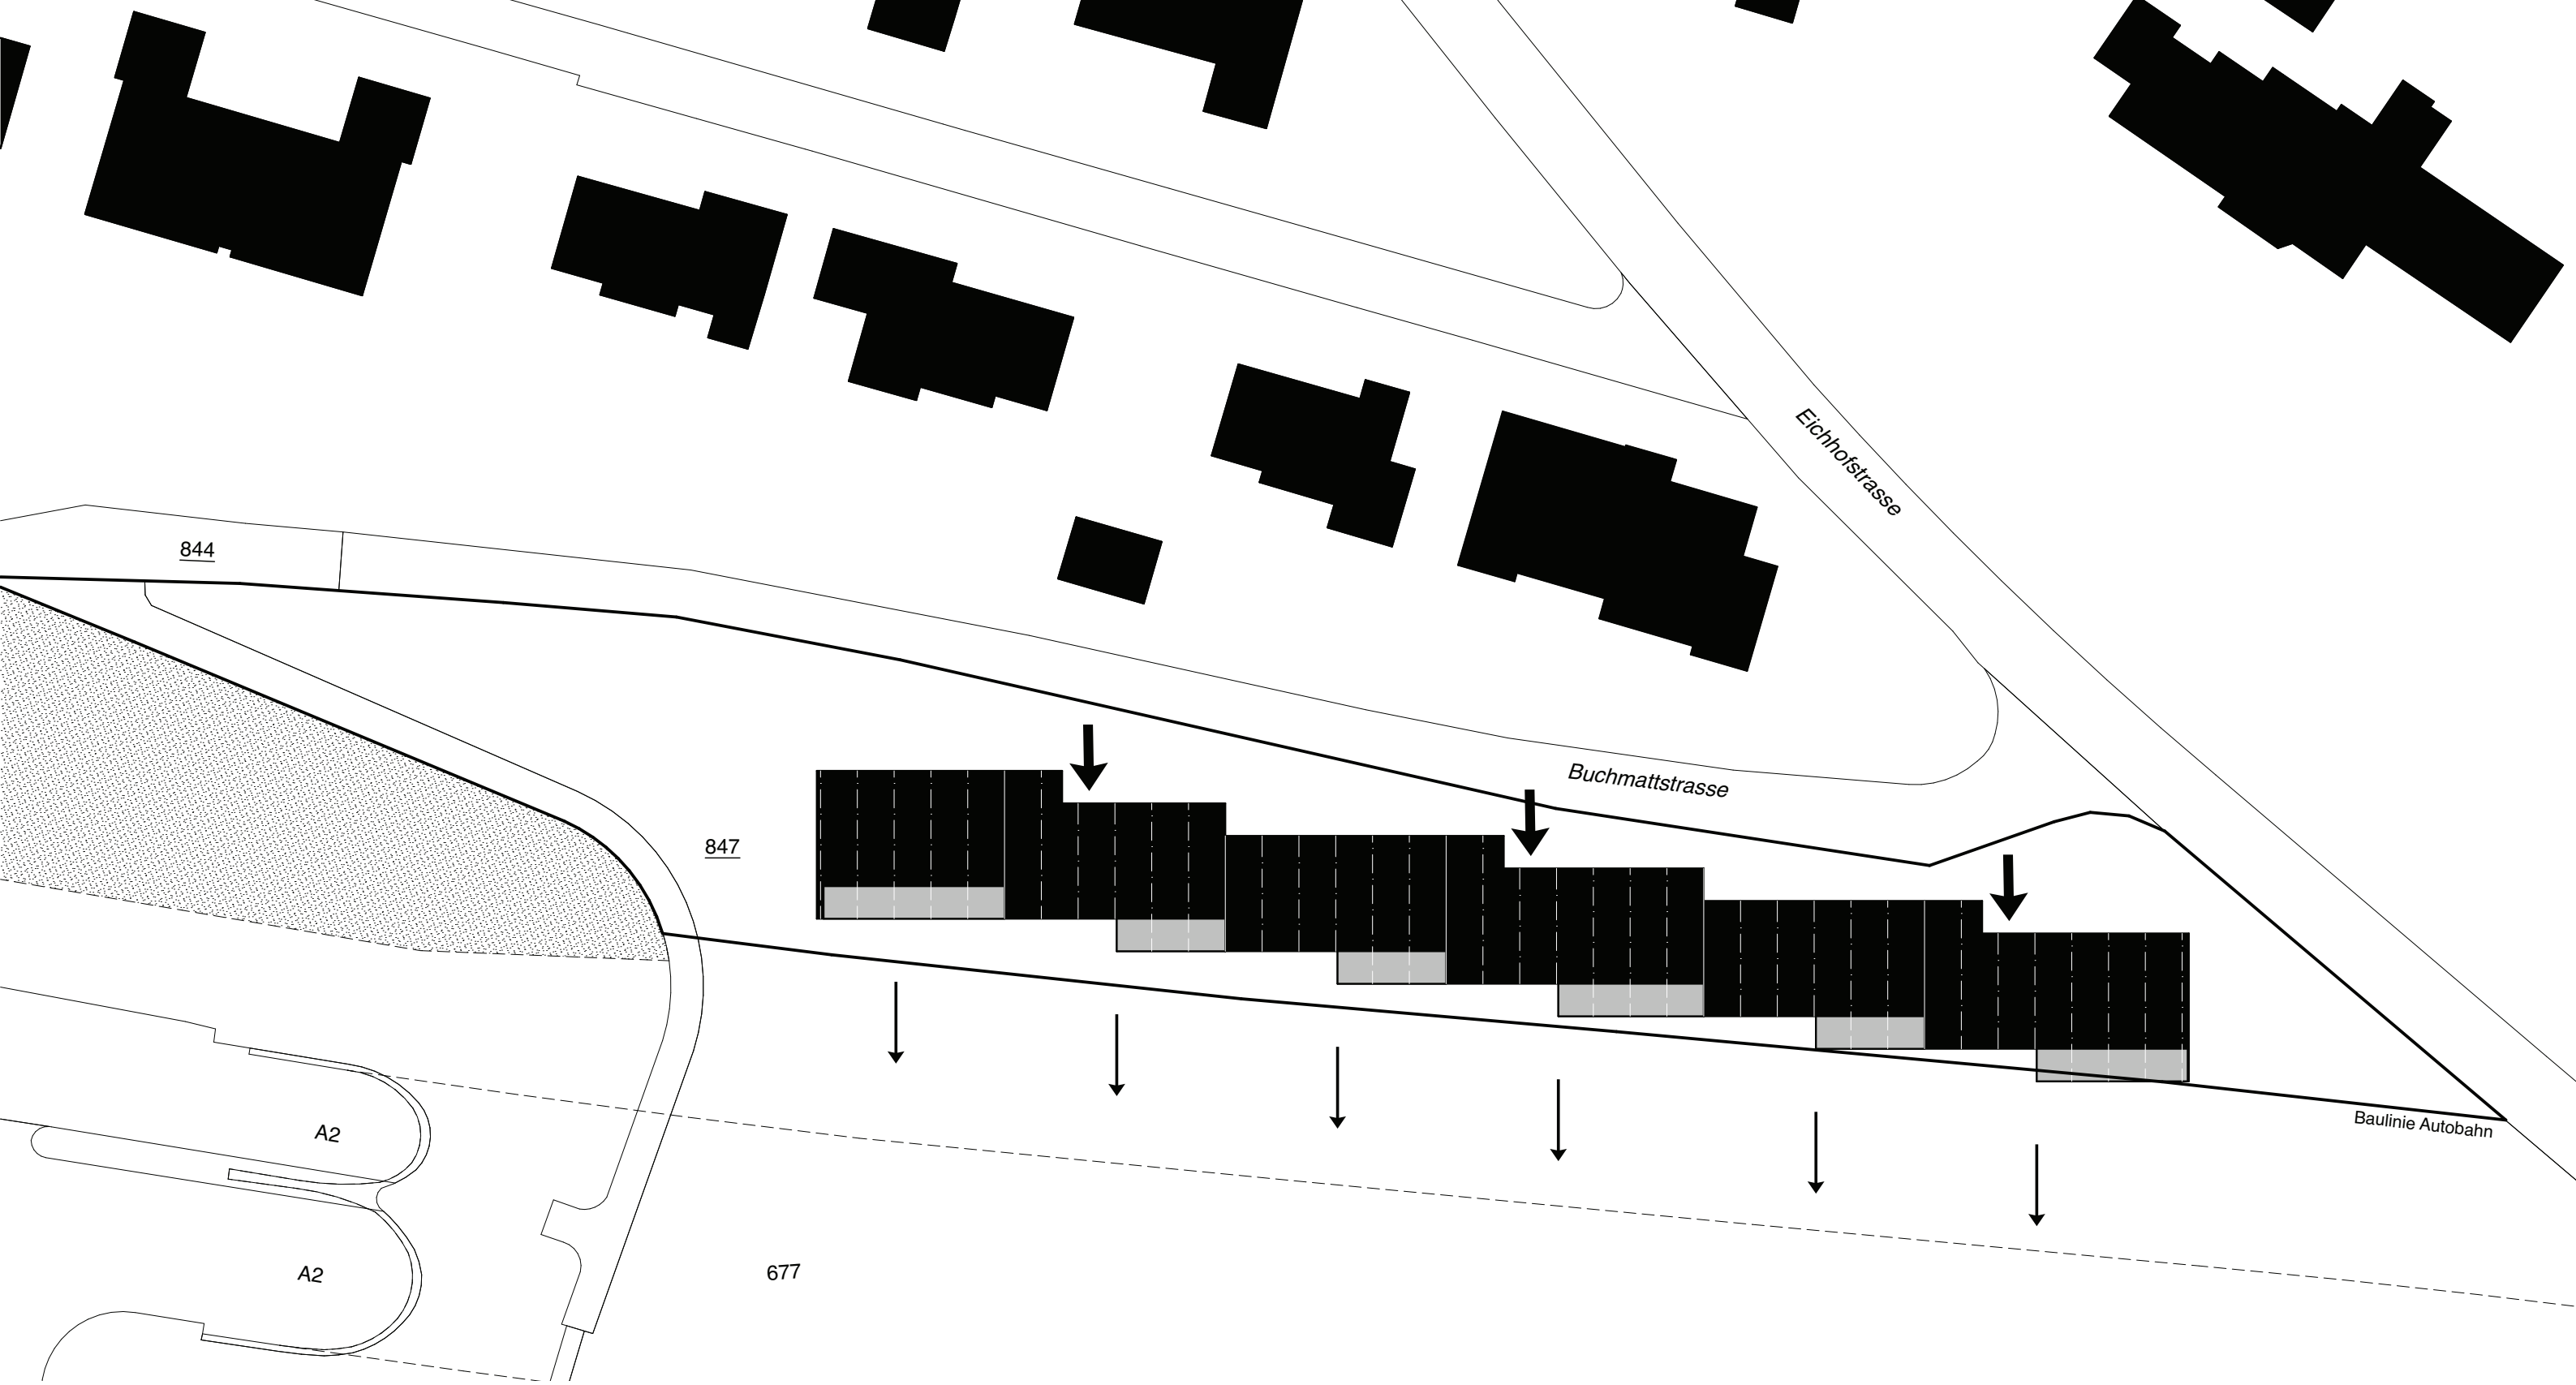 Eichhofstrasse
844
Buchmattstrasse
847
Baulinie Autobahn
A2
A2
677